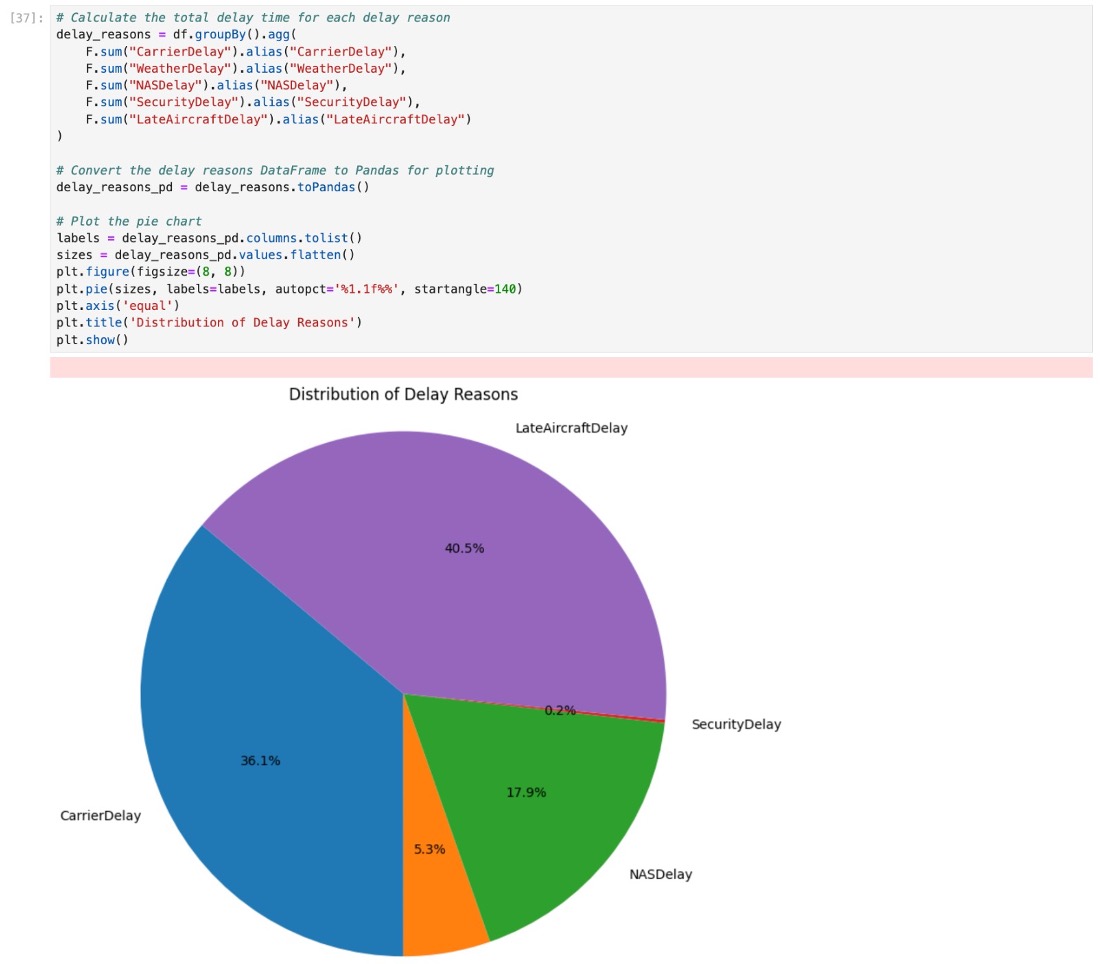 [37]:
# Calculate the total delay time for each delay reason
delay_reasons = df.groupBy().agg(
    F.sum("CarrierDelay").alias("CarrierDelay"),
    F.sum("WeatherDelay").alias("WeatherDelay"),
    F.sum("NASDelay").alias("NASDelay"),
    F.sum("SecurityDelay").alias("SecurityDelay"),
    F.sum("LateAircraftDelay").alias("LateAircraftDelay")
)
# Convert the delay reasons DataFrame to Pandas for plotting
delay_reasons_pd = delay_reasons.toPandas()
# Plot the pie chart
labels = delay_reasons_pd.columns.tolist()
sizes = delay_reasons_pd.values.flatten()
plt.figure(figsize=(8, 8))
plt.pie(sizes, labels=labels, autopct='%1.1f%%', startangle=140)
plt.axis('equal')
plt.title('Distribution of Delay Reasons')
plt.show()
Distribution of Delay Reasons
LateAircraftDelay
40.5%
0.2%
SecurityDelay
36.1%
17.9%
CarrierDelay
5.3%
NASDelay